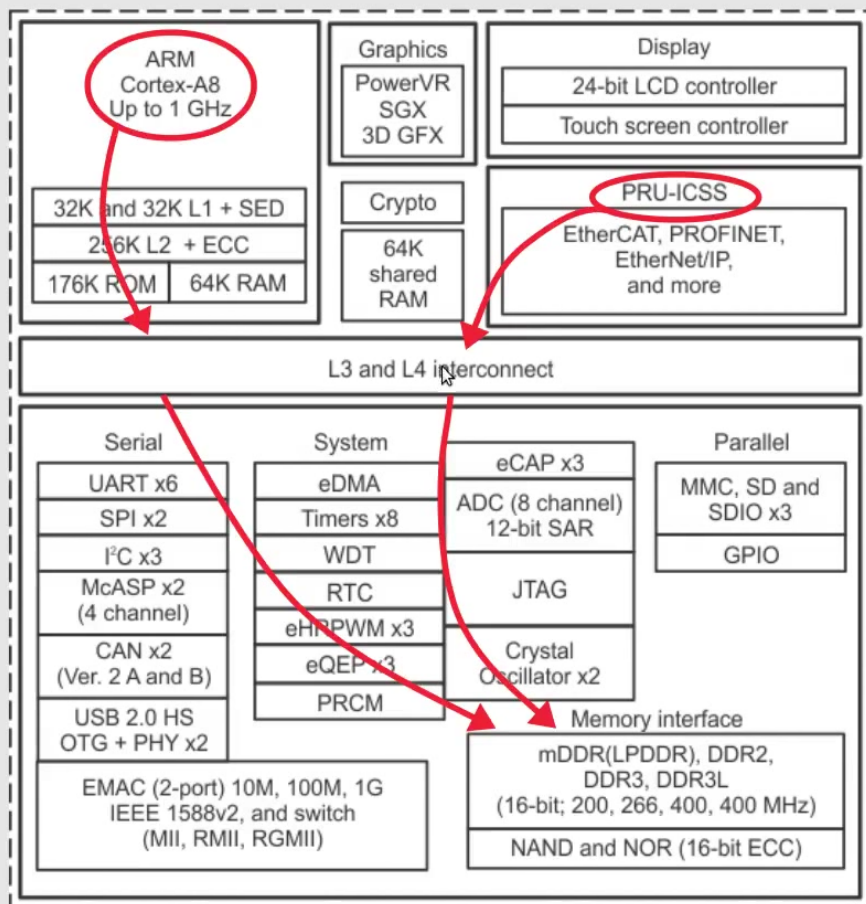 ARM
Cortex-A8
Up to 1 GHz
32K and 32K L1 + SED
256K L2 + ECC
176K ROM
64K RAM
Graphics
PowerVR
SGX
3D GFX
Crypto
64K
shared
RAM
Display
24-bit LCD controller
Touch screen controller
PRU-ICSS
EtherCAT, PROFINET,
EtherNet/IP,
and more
L3 and L4 interconnect
Serial
UART x6
SPI x2
I²C x3
McASP x2
(4 channel)
CAN x2
(Ver. 2 A and B)
USB 2.0 HS
OTG + PHY x2
EMAC (2-port) 10M, 100M, 1G
IEEE 1588v2, and switch
(MII, RMII, RGMII)
System
eDMA
Timers x8
WDT
RTC
eHRPWM x3
eQEP x3
PRCM
eCAP x3
ADC (8 channel)
12-bit SAR
JTAG
Crystal
Oscillator x2
Parallel
MMC, SD and
SDIO x3
GPIO
Memory interface
mDDR(LPDDR), DDR2,
DDR3, DDR3L
(16-bit; 200, 266, 400, 400 MHz)
NAND and NOR (16-bit ECC)